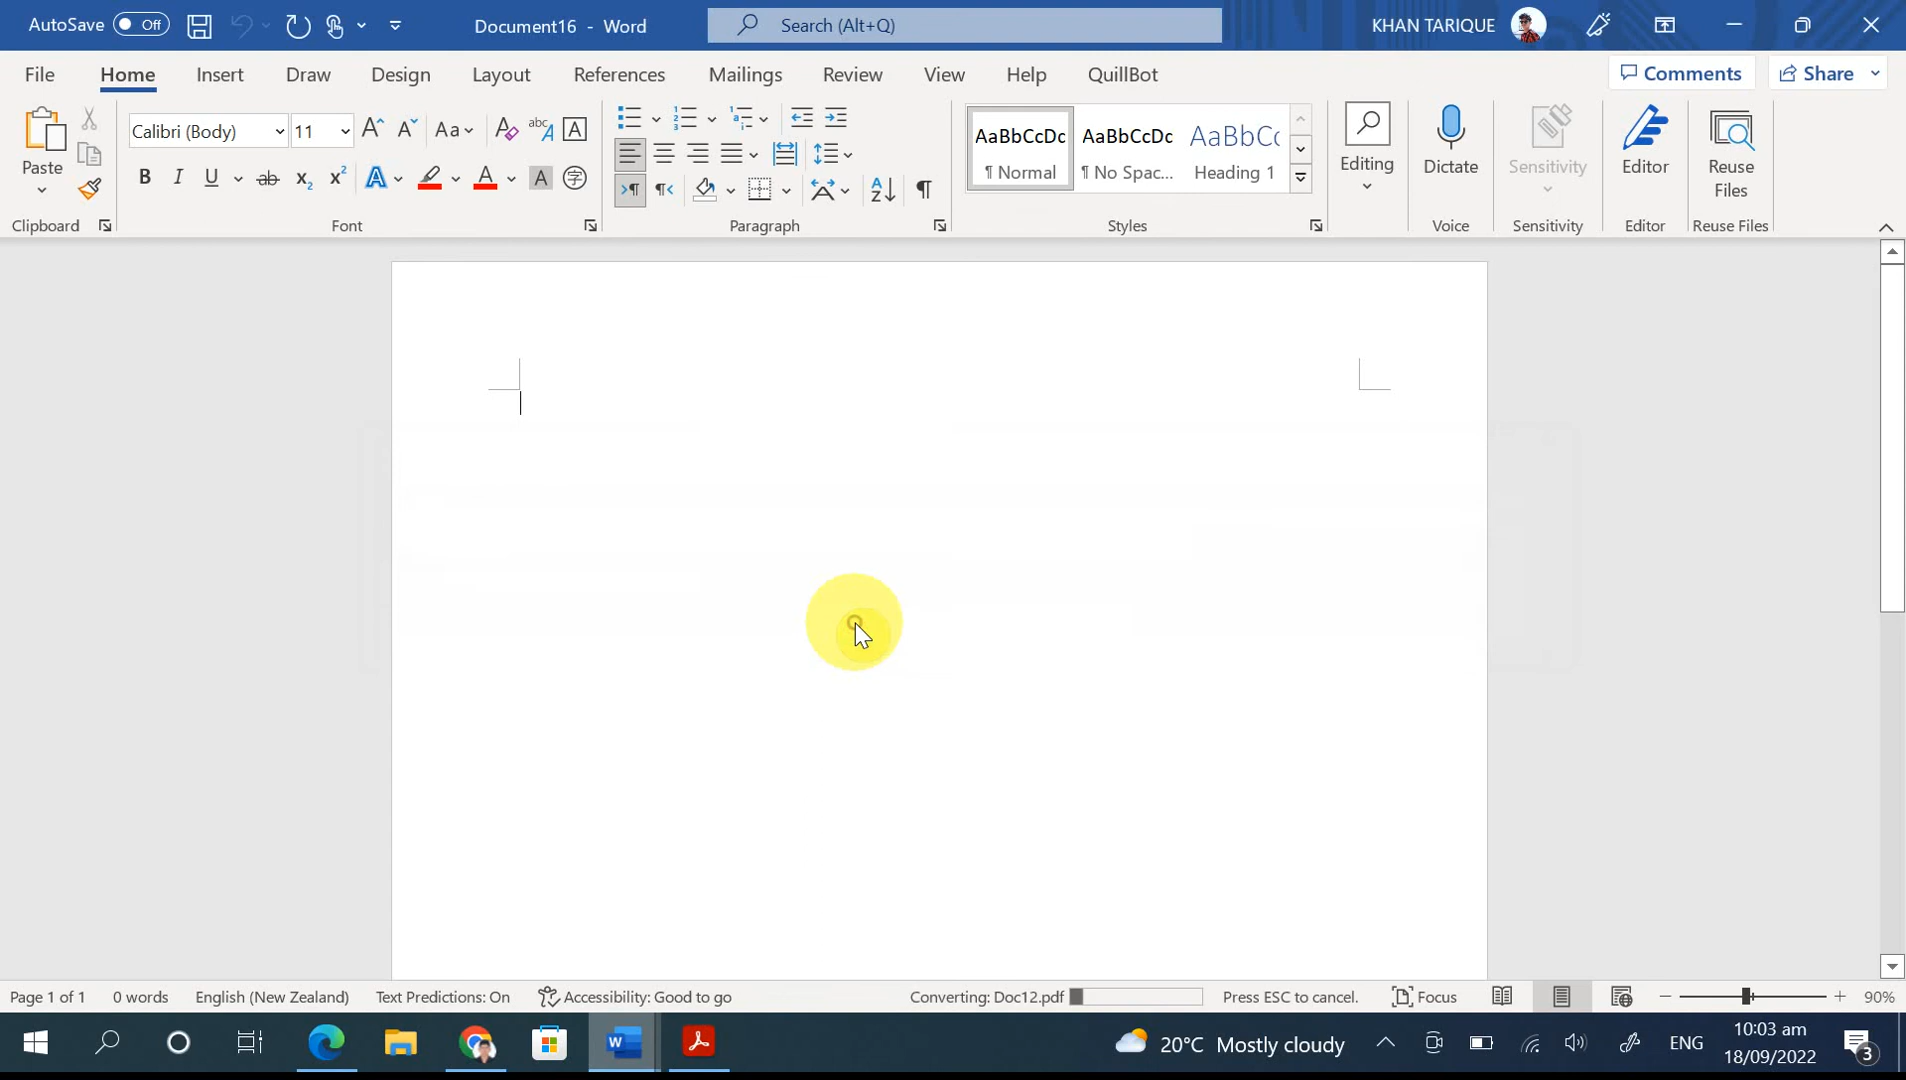 AutoSave Off Document16 - Word Search (Alt+Q) KHAN TARIQUE
File Home Insert Draw Design Layout References Mailings Review View Help QuillBot Comments Share
Paste Calibri (Body) 11 Aa AaBbCcDc AaBbCcDc AaBbCc Editing Dictate Sensitivity Editor Reuse Files
¶ Normal ¶ No Spac... Heading 1
Clipboard Font Paragraph Styles Voice Sensitivity Editor Reuse Files
Page 1 of 1 0 words English (New Zealand) Text Predictions: On Accessibility: Good to go Converting: Doc12.pdf Press ESC to cancel. Focus 90%
20°C Mostly cloudy ENG 10:03 am
18/09/2022 3